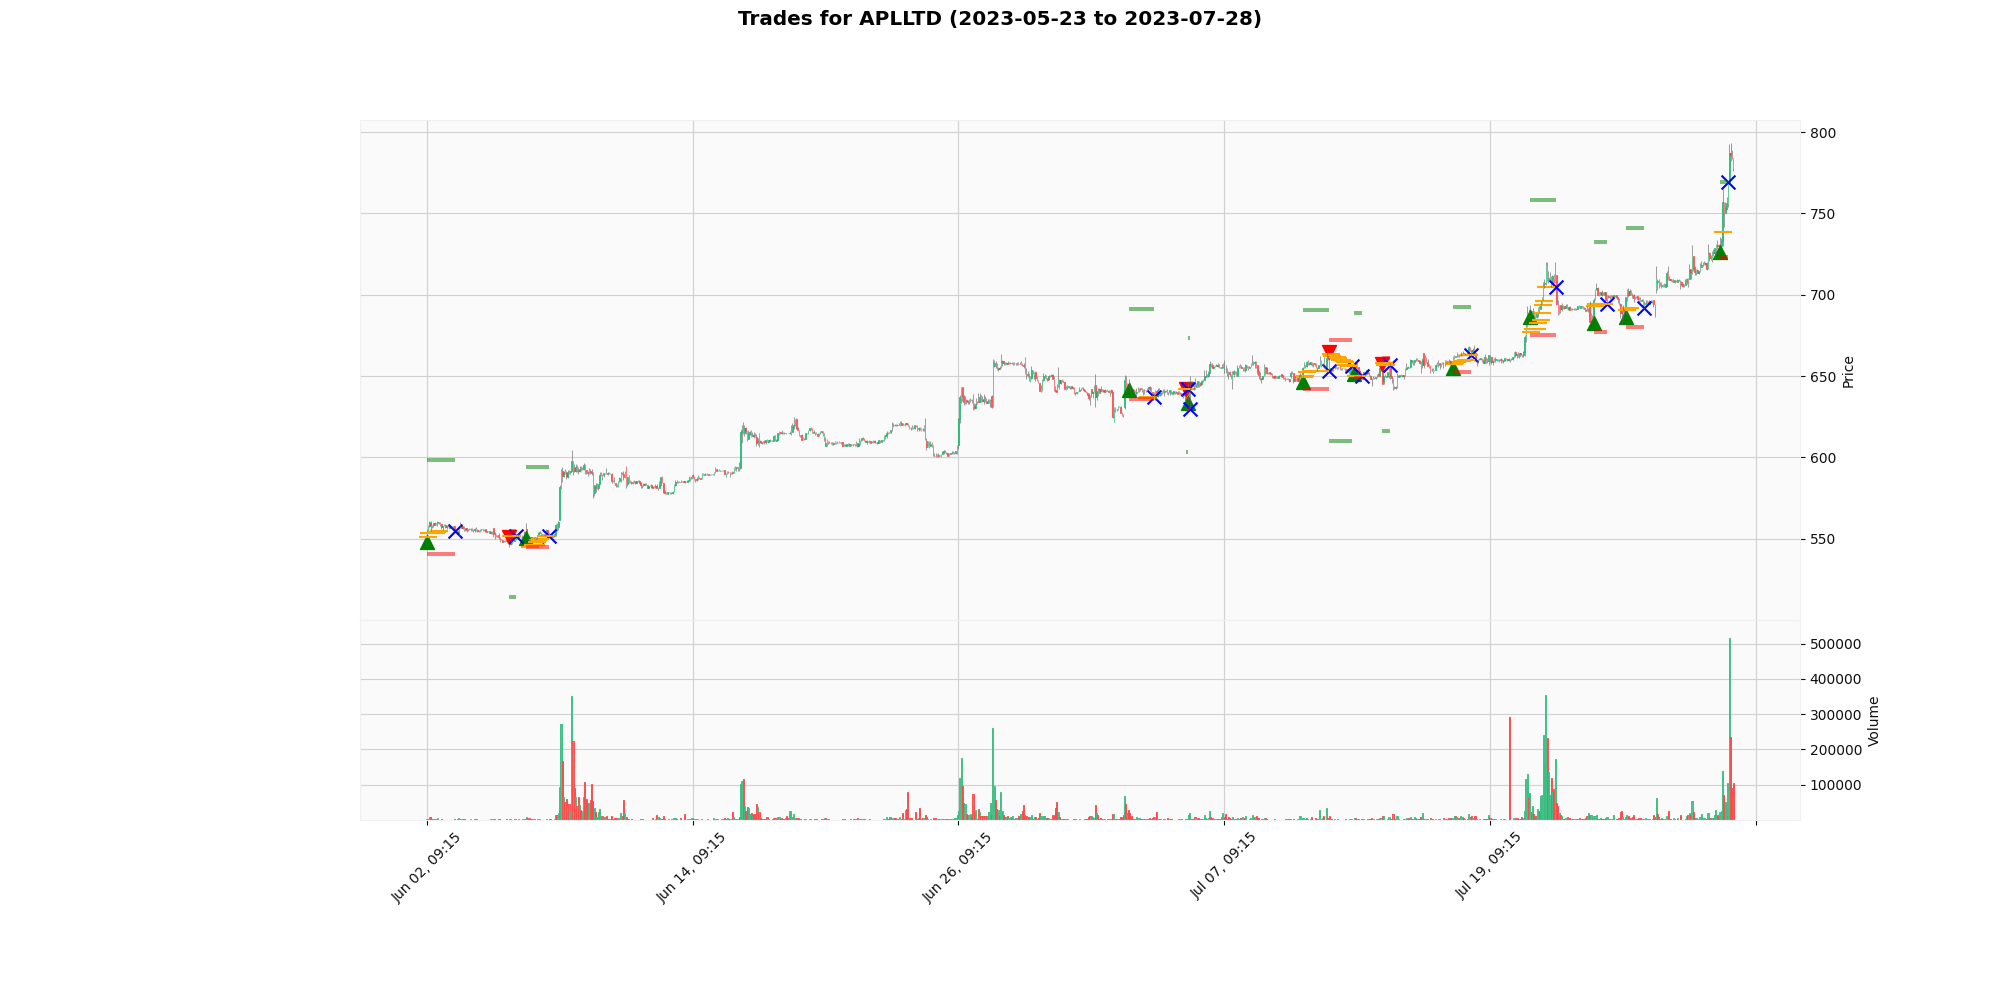 Trades for APLLTD (2023-05-23 to 2023-07-28)
800
750
700
650
600
550
Price
500000
400000
300000
200000
100000
Volume
Jun 02, 09:15
Jun 14, 09:15
Jun 26, 09:15
Jul 07, 09:15
Jul 19, 09:15